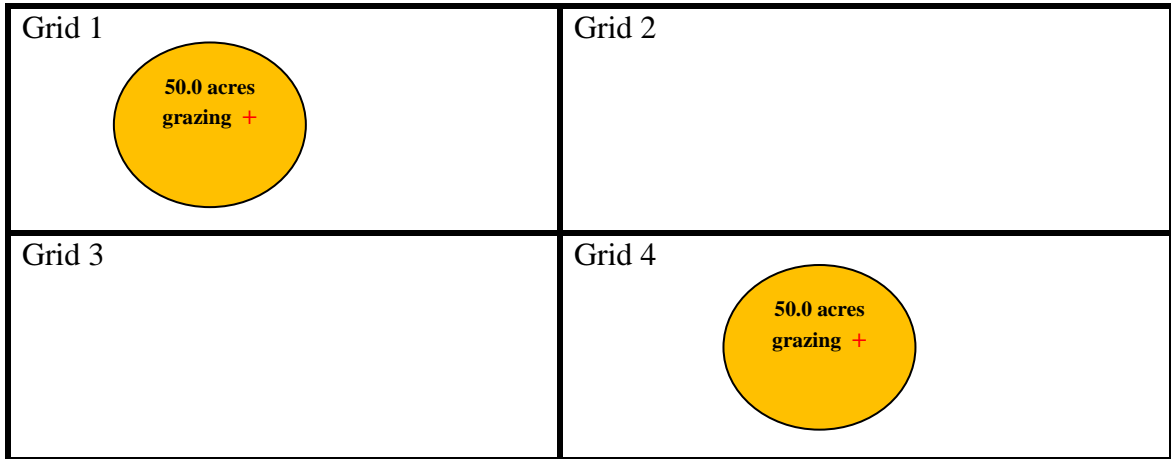 Grid 1
50.0 acres
grazing +
Grid 2
Grid 3
Grid 4
50.0 acres
grazing +